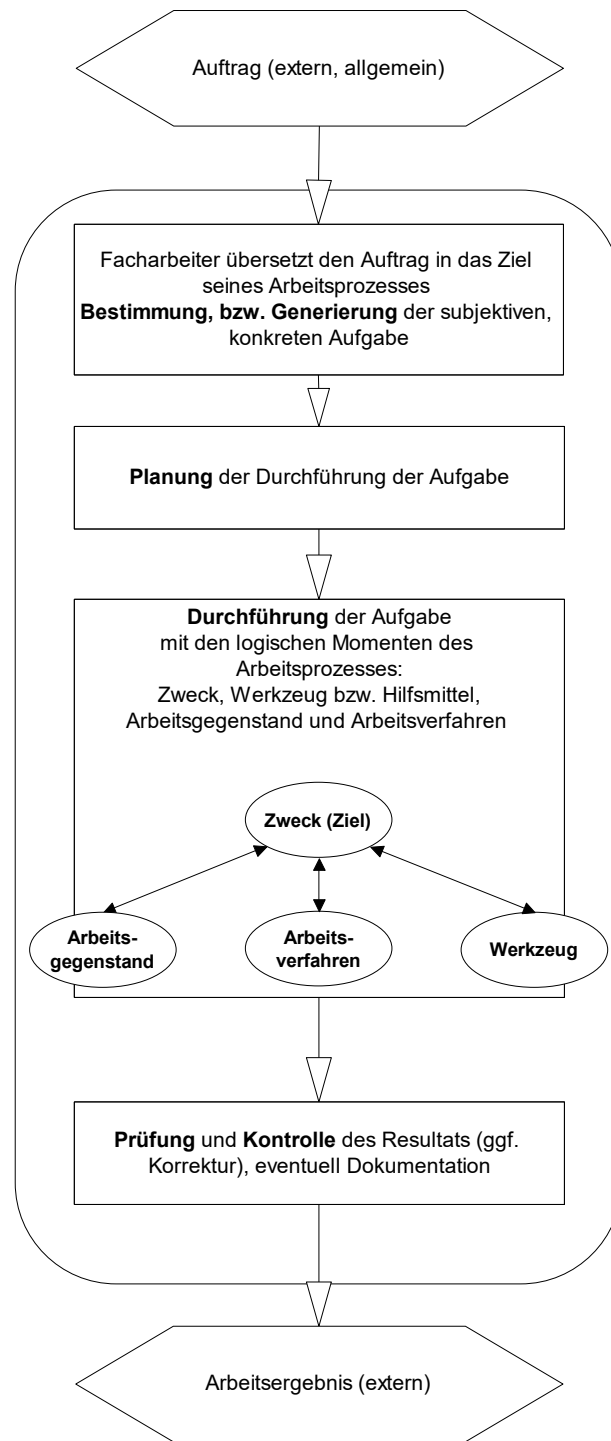 Auftrag (extern, allgemein)
Facharbeiter übersetzt den Auftrag in das Ziel
seines Arbeitsprozesses
Bestimmung, bzw. Generierung der subjektiven,
konkreten Aufgabe
Planung der Durchführung der Aufgabe
Durchführung der Aufgabe
mit den logischen Momenten des
Arbeitsprozesses:
Zweck, Werkzeug bzw. Hilfsmittel,
Arbeitsgegenstand und Arbeitsverfahren
Zweck (Ziel)
Arbeits-
gegenstand
Arbeits-
verfahren
Werkzeug
Prüfung und Kontrolle des Resultats (ggf.
Korrektur), eventuell Dokumentation
Arbeitsergebnis (extern)